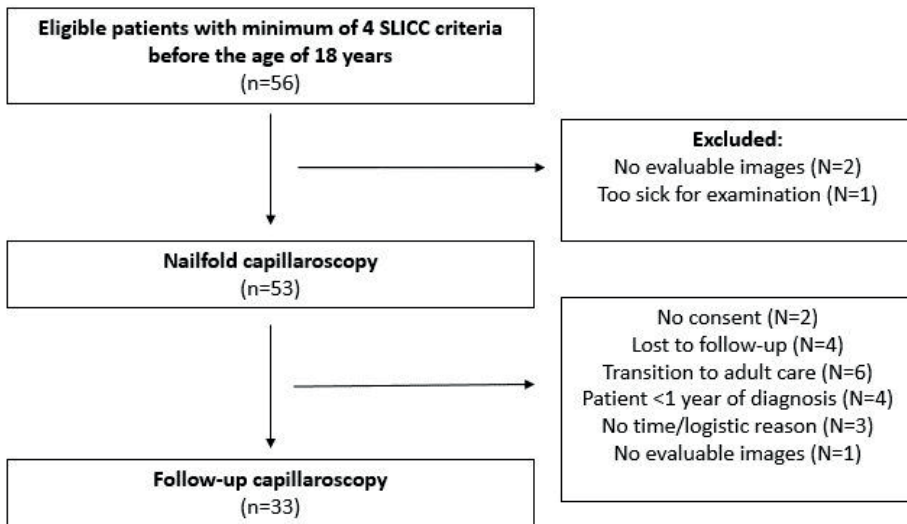 Eligible patients with minimum of 4 SLICC criteria
before the age of 18 years
(n=56)
Excluded:
No evaluable images (N=2)
Too sick for examination (N=1)
Nailfold capillaroscopy
(n=53)
No consent (N=2)
Lost to follow-up (N=4)
Transition to adult care (N=6)
Patient <1 year of diagnosis (N=4)
No time/logistic reason (N=3)
No evaluable images (N=1)
Follow-up capillaroscopy
(n=33)